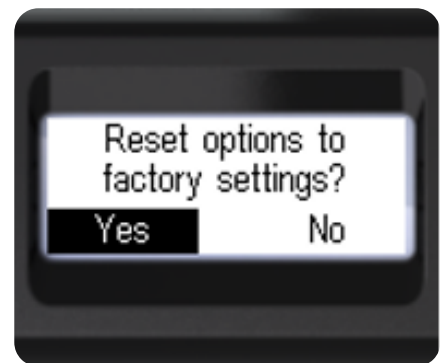 Reset options to
factory settings?
Yes No